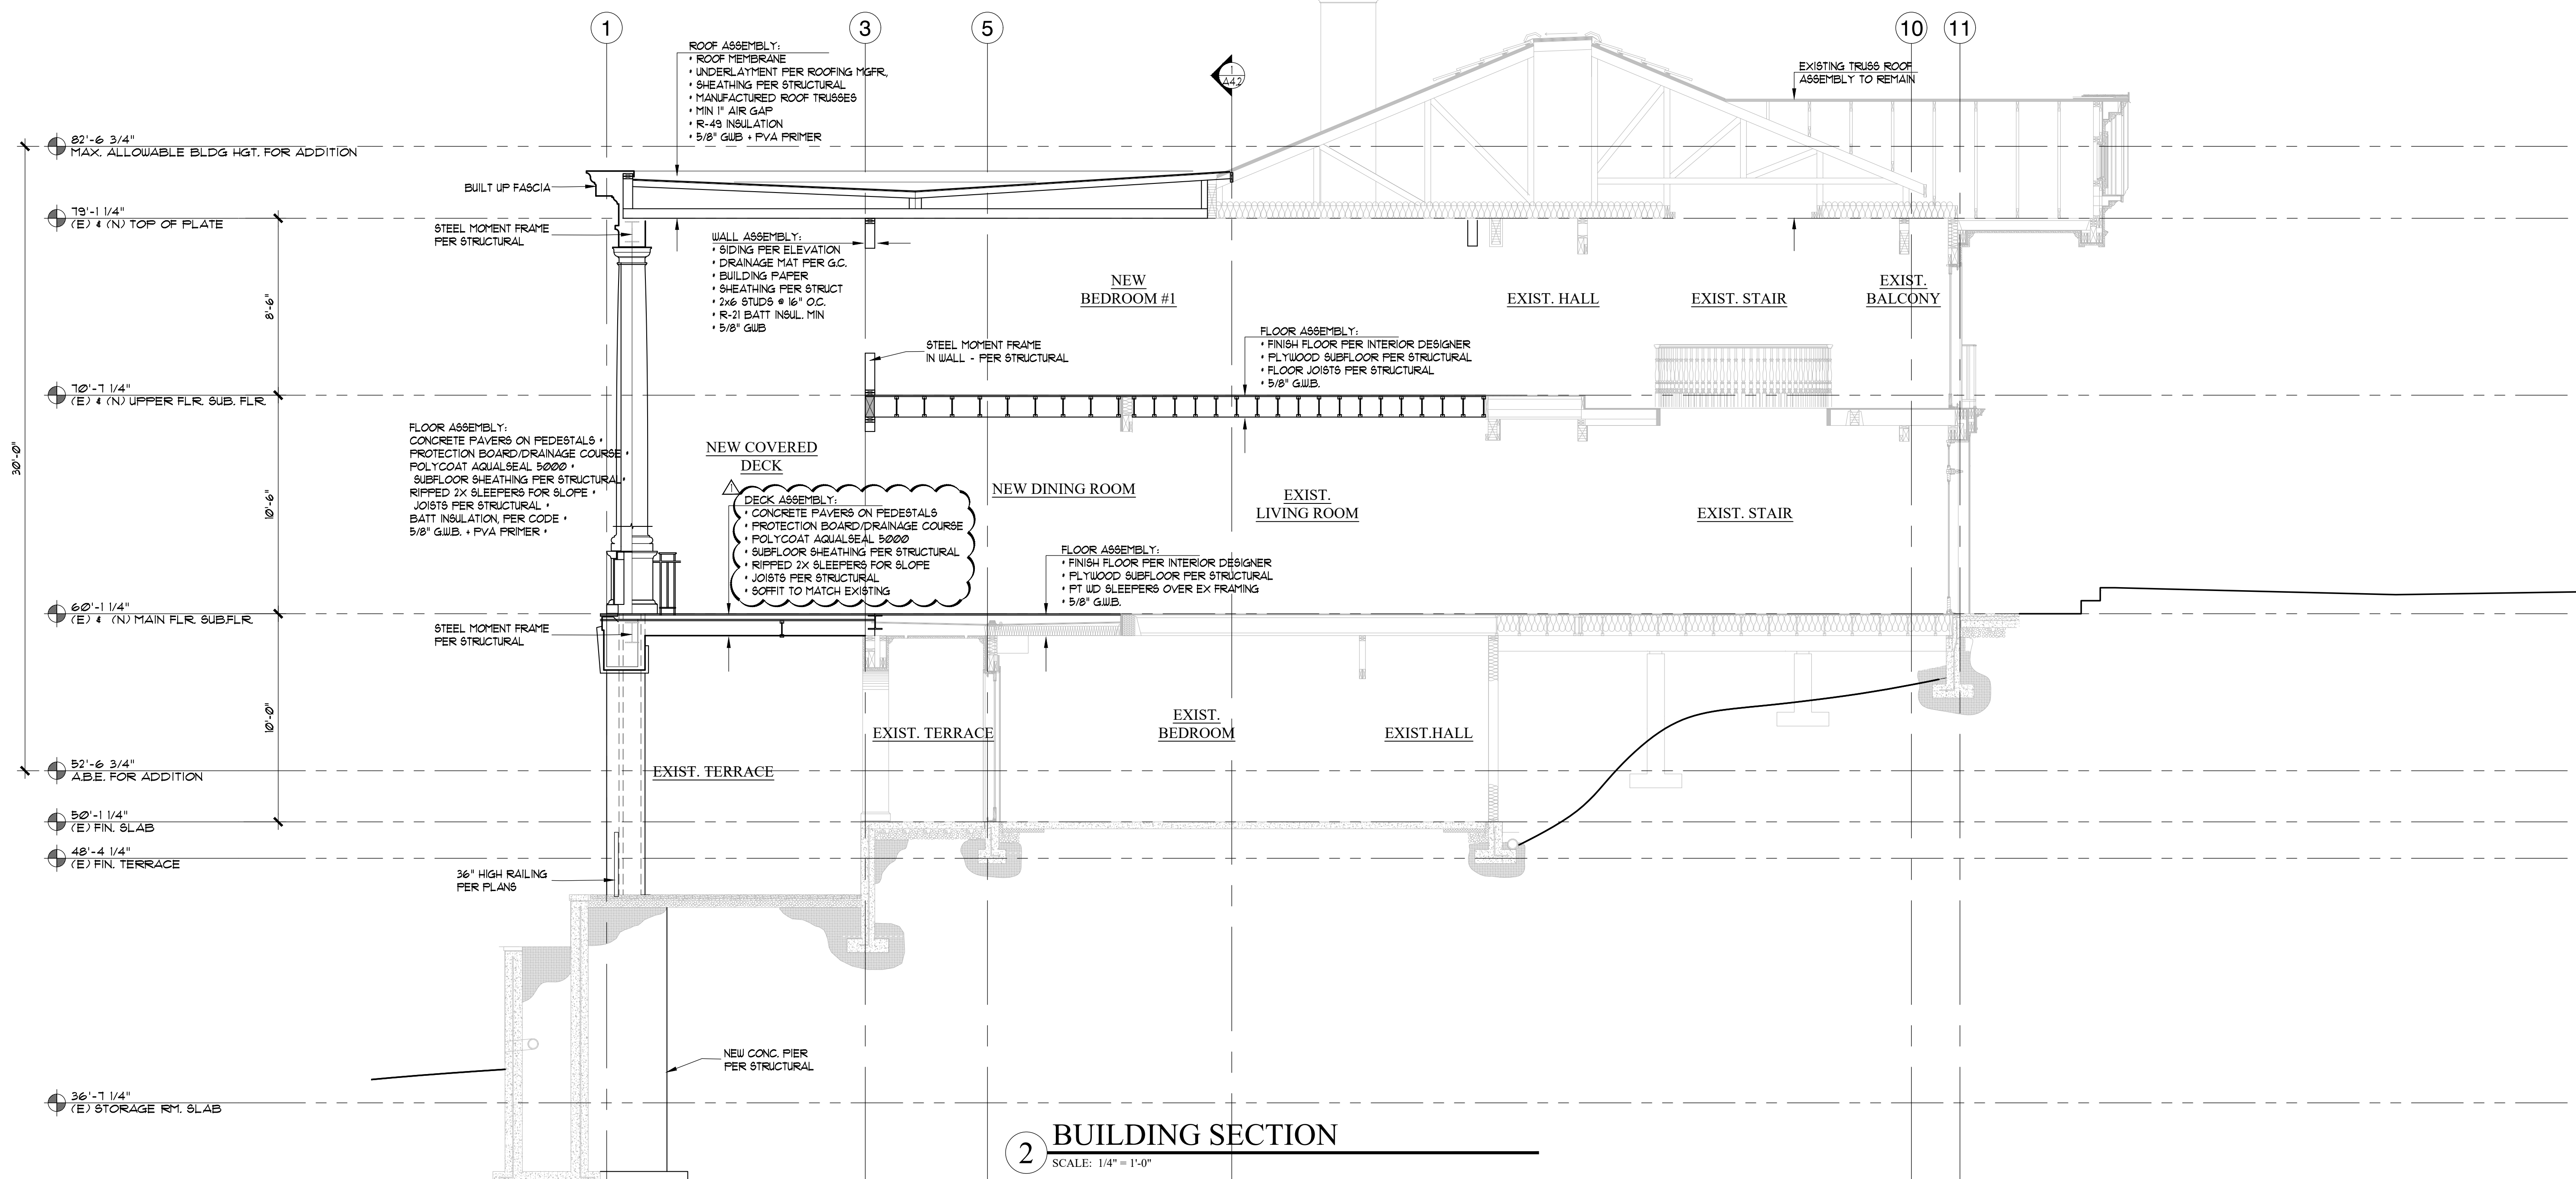 1
3
5
10
11
ROOF ASSEMBLY:
• ROOF MEMBRANE
• UNDERLAYMENT PER ROOFING MGFR,
• SHEATHING PER STRUCTURAL
• MANUFACTURED ROOF TRUSSES
• MIN 1" AIR GAP
• R-49 INSULATION
• 5/8" GWB + PVA PRIMER
1
A4.2
EXISTING TRUSS ROOF
ASSEMBLY TO REMAIN
82'-6 3/4"
MAX. ALLOWABLE BLDG HGT. FOR ADDITION
BUILT UP FASCIA
79'-1 1/4"
(E) & (N) TOP OF PLATE
STEEL MOMENT FRAME
PER STRUCTURAL
WALL ASSEMBLY:
• SIDING PER ELEVATION
• DRAINAGE MAT PER G.C.
• BUILDING PAPER
• SHEATHING PER STRUCT
• 2x6 STUDS @ 16" O.C.
• R-21 BATT INSUL. MIN
• 5/8" GWB
NEW
BEDROOM #1
EXIST. HALL
EXIST. STAIR
EXIST.
BALCONY
8'-6"
STEEL MOMENT FRAME
IN WALL - PER STRUCTURAL
FLOOR ASSEMBLY:
• FINISH FLOOR PER INTERIOR DESIGNER
• PLYWOOD SUBFLOOR PER STRUCTURAL
• FLOOR JOISTS PER STRUCTURAL
• 5/8" G.W.B.
70'-7 1/4"
(E) & (N) UPPER FLR. SUB. FLR.
30'-0"
FLOOR ASSEMBLY:
CONCRETE PAVERS ON PEDESTALS •
PROTECTION BOARD/DRAINAGE COURSE •
POLYCOAT AQUALSEAL 5000 •
SUBFLOOR SHEATHING PER STRUCTURAL •
RIPPED 2X SLEEPERS FOR SLOPE •
JOISTS PER STRUCTURAL •
BATT INSULATION, PER CODE •
5/8" G.W.B. + PVA PRIMER •
NEW COVERED
DECK
10'-6"
1
DECK ASSEMBLY:
• CONCRETE PAVERS ON PEDESTALS
• PROTECTION BOARD/DRAINAGE COURSE
• POLYCOAT AQUALSEAL 5000
• SUBFLOOR SHEATHING PER STRUCTURAL
• RIPPED 2X SLEEPERS FOR SLOPE
• JOISTS PER STRUCTURAL
• SOFFIT TO MATCH EXISTING
NEW DINING ROOM
EXIST.
LIVING ROOM
EXIST. STAIR
FLOOR ASSEMBLY:
• FINISH FLOOR PER INTERIOR DESIGNER
• PLYWOOD SUBFLOOR PER STRUCTURAL
• PT WD SLEEPERS OVER EX FRAMING
• 5/8" G.W.B.
60'-1 1/4"
(E) & (N) MAIN FLR. SUB.FLR.
STEEL MOMENT FRAME
PER STRUCTURAL
10'-0"
EXIST. TERRACE
EXIST.
BEDROOM
EXIST.HALL
EXIST. TERRACE
52'-6 3/4"
A.B.E. FOR ADDITION
50'-1 1/4"
(E) FIN. SLAB
48'-4 1/4"
(E) FIN. TERRACE
36" HIGH RAILING
PER PLANS
NEW CONC. PIER
PER STRUCTURAL
36'-7 1/4"
(E) STORAGE RM. SLAB
2
BUILDING SECTION
SCALE: 1/4" = 1'-0"